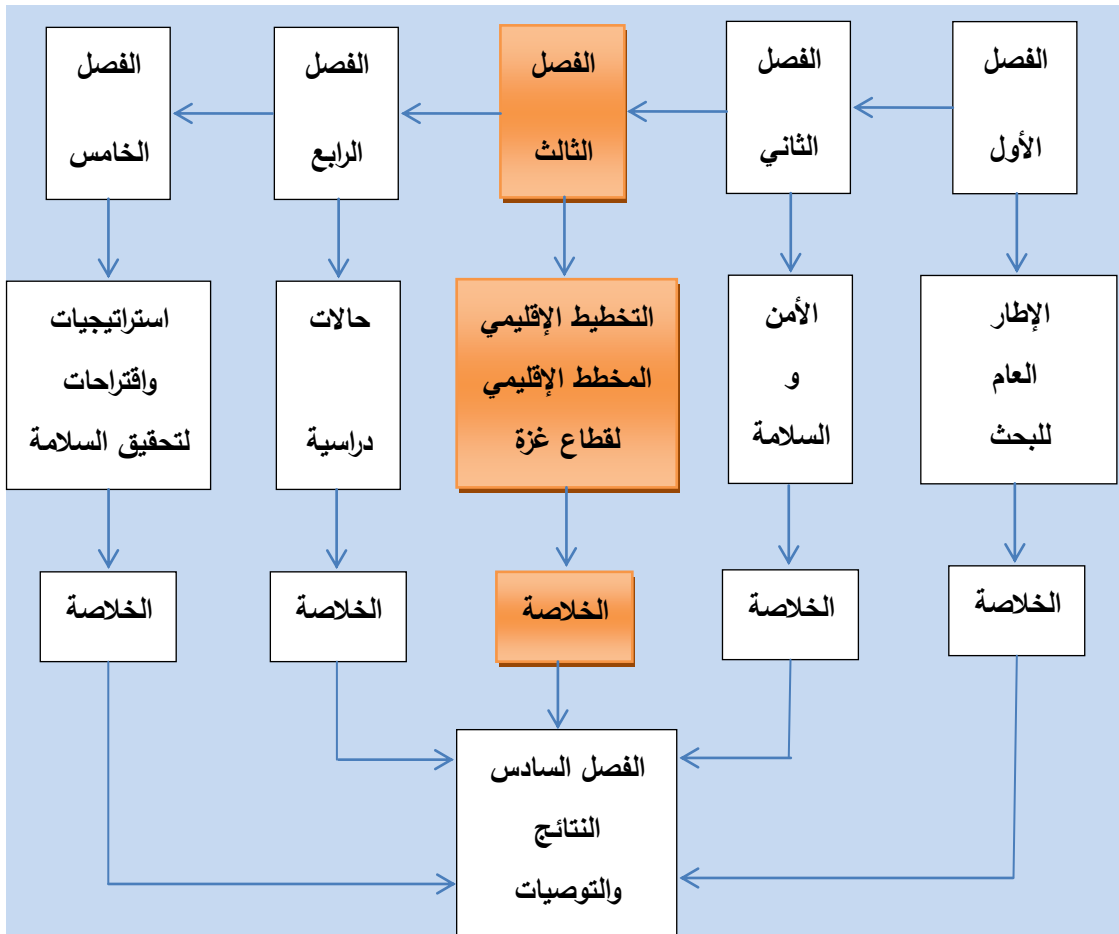 الفصل
الأول
الفصل
الثاني
الفصل
الثالث
الفصل
الرابع
الفصل
الخامس
الإطار
العام
للبحث
الأمن
و
السلامة
التخطيط الإقليمي
المخطط الإقليمي
لقطاع غزة
حالات
دراسية
استراتيجيات
واقتراحات
لتحقيق السلامة
الخلاصة
الخلاصة
الخلاصة
الخلاصة
الخلاصة
الفصل السادس
النتائج
والتوصيات